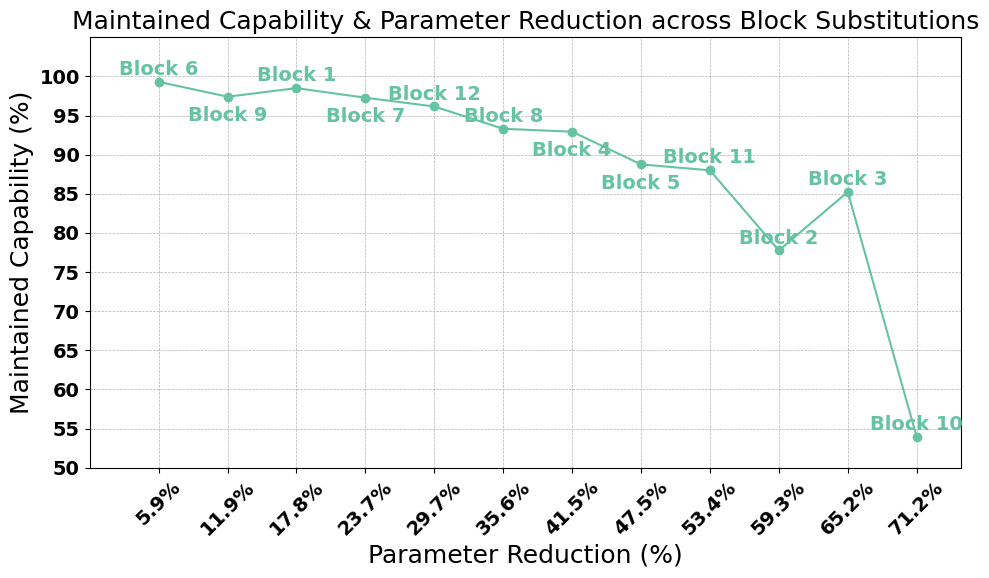 Maintained Capability & Parameter Reduction across Block Substitutions
Maintained Capability (%)
100
95
90
85
80
75
70
65
60
55
50
Block 6
Block 9
Block 1
Block 7
Block 12
Block 8
Block 4
Block 5
Block 11
Block 2
Block 3
Block 10
5.9%
11.9%
17.8%
23.7%
29.7%
35.6%
41.5%
47.5%
53.4%
59.3%
65.2%
71.2%
Parameter Reduction (%)